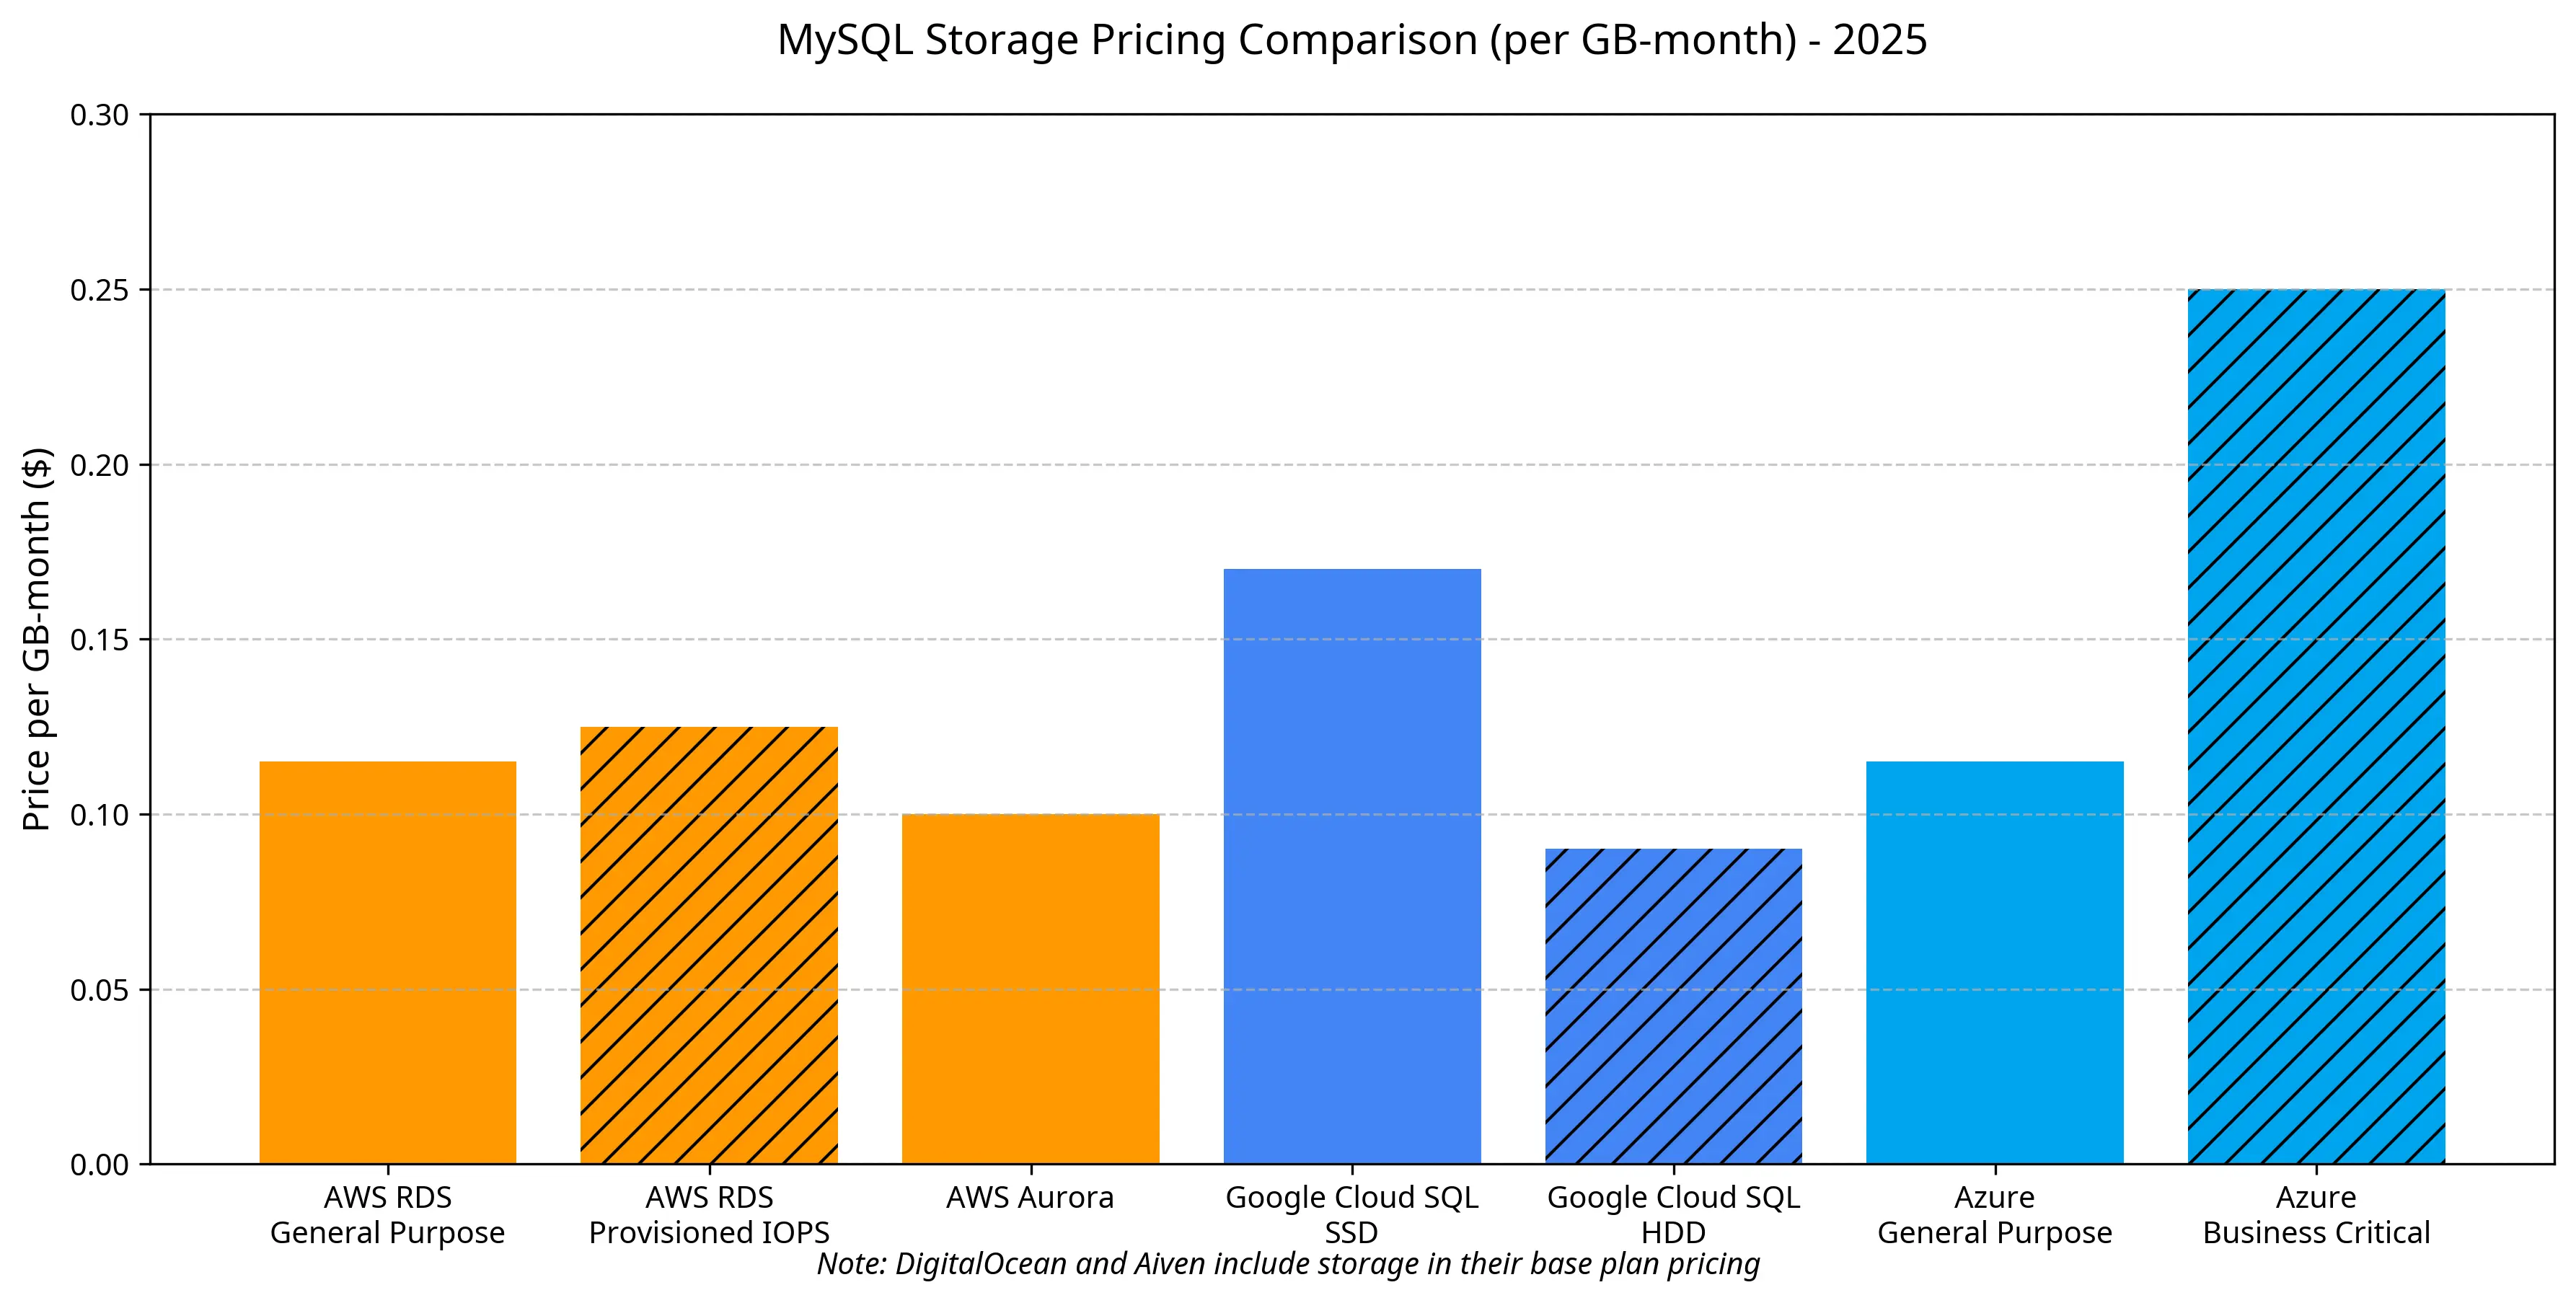 MySQL Storage Pricing Comparison (per GB-month) - 2025
Price per GB-month ($)
0.30
0.25
0.20
0.15
0.10
0.05
0.00
AWS RDS
General Purpose
AWS RDS
Provisioned IOPS
AWS Aurora
Google Cloud SQL
SSD
Google Cloud SQL
HDD
Azure
General Purpose
Azure
Business Critical
Note: DigitalOcean and Aiven include storage in their base plan pricing